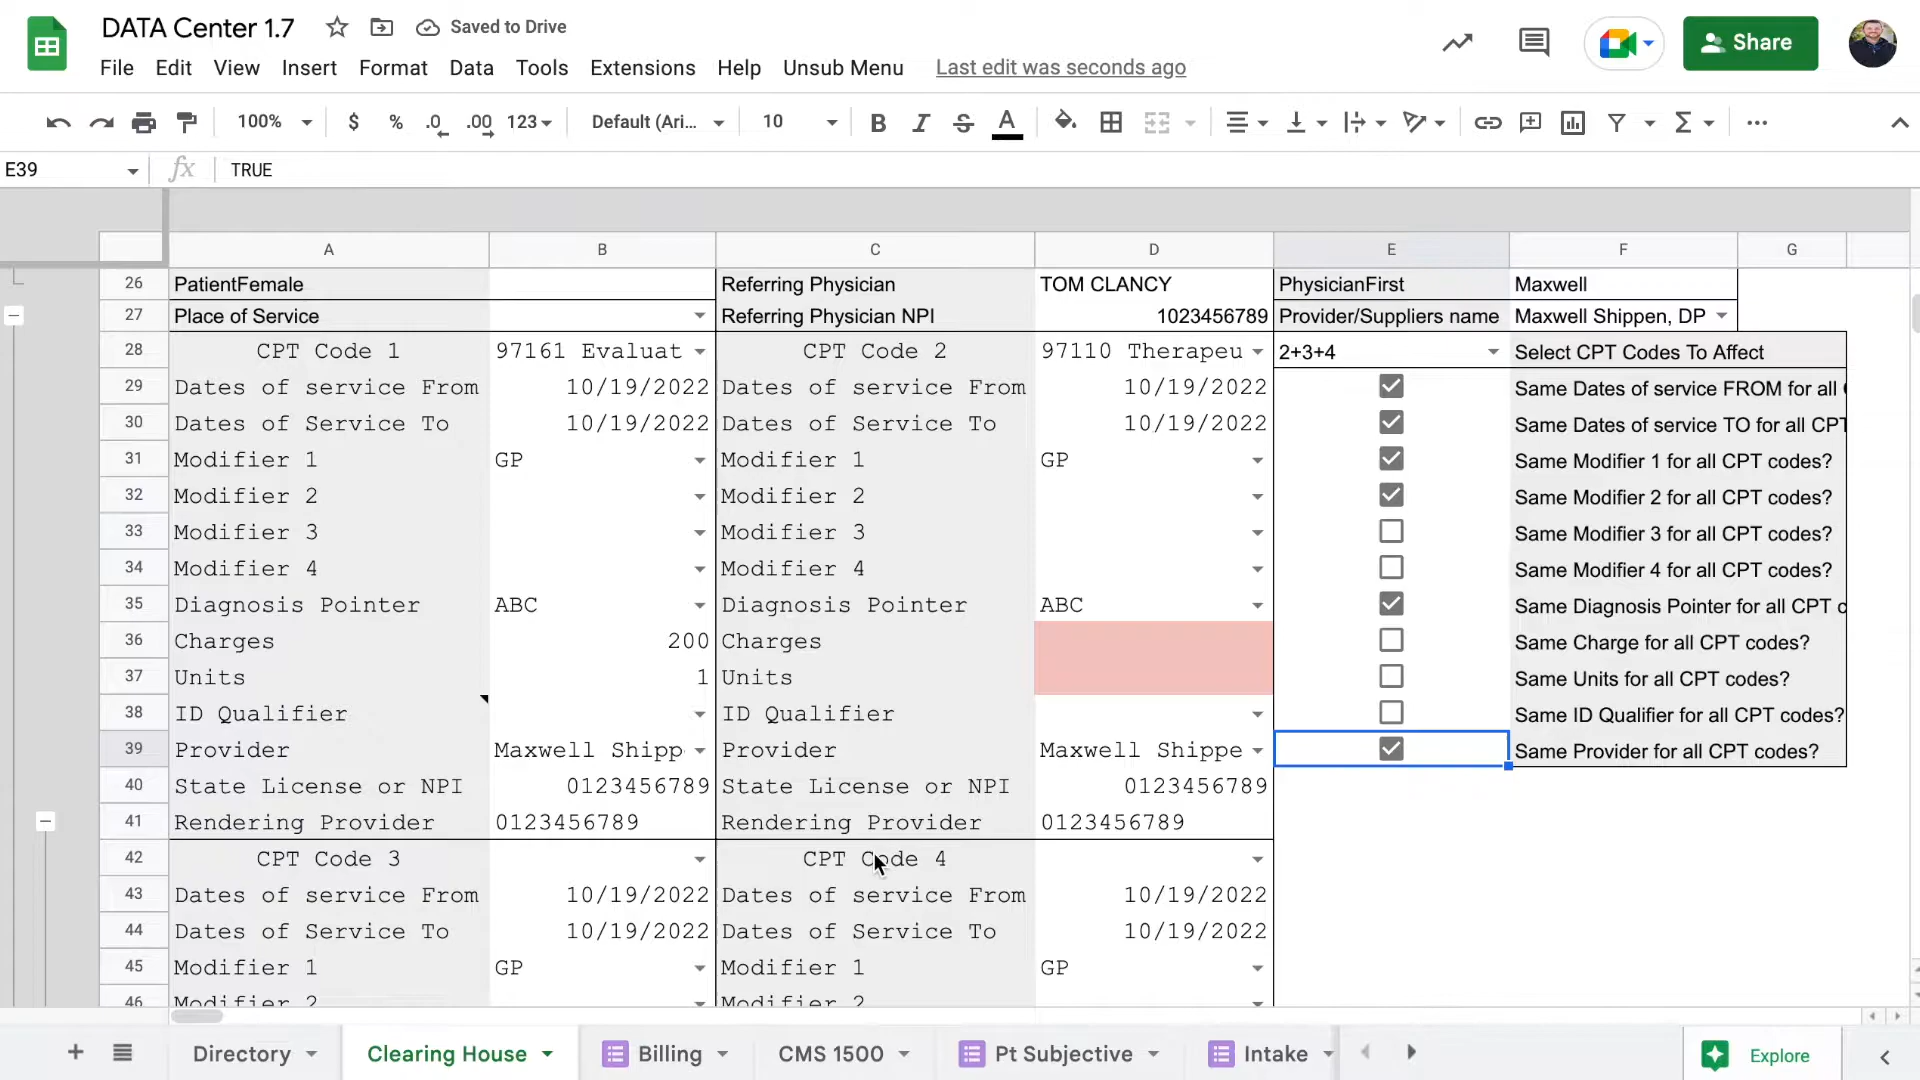 DATA Center 1.7 Saved to Drive
File Edit View Insert Format Data Tools Extensions Help Unsub Menu Last edit was seconds ago
Share
100% $ % .0 .00 123 Default (Ari... 10 B I S A
E39 fx TRUE
A B C D E F G
26 PatientFemale Referring Physician TOM CLANCY PhysicianFirst Maxwell
27 Place of Service Referring Physician NPI 1023456789 Provider/Suppliers name Maxwell Shippen, DP
28 CPT Code 1 97161 Evaluat CPT Code 2 97110 Therapeu 2+3+4 Select CPT Codes To Affect
29 Dates of service From 10/19/2022 Dates of service From 10/19/2022 Same Dates of service FROM for all
30 Dates of Service To 10/19/2022 Dates of Service To 10/19/2022 Same Dates of service TO for all CPT
31 Modifier 1 GP Modifier 1 GP Same Modifier 1 for all CPT codes?
32 Modifier 2 Modifier 2 Same Modifier 2 for all CPT codes?
33 Modifier 3 Modifier 3 Same Modifier 3 for all CPT codes?
34 Modifier 4 Modifier 4 Same Modifier 4 for all CPT codes?
35 Diagnosis Pointer ABC Diagnosis Pointer ABC Same Diagnosis Pointer for all CPT c
36 Charges 200 Charges Same Charge for all CPT codes?
37 Units 1 Units Same Units for all CPT codes?
38 ID Qualifier ID Qualifier Same ID Qualifier for all CPT codes?
39 Provider Maxwell Shipp Provider Maxwell Shippe Same Provider for all CPT codes?
40 State License or NPI 0123456789 State License or NPI 0123456789
41 Rendering Provider 0123456789 Rendering Provider 0123456789
42 CPT Code 3 CPT Code 4
43 Dates of service From 10/19/2022 Dates of service From 10/19/2022
44 Dates of Service To 10/19/2022 Dates of Service To 10/19/2022
45 Modifier 1 GP Modifier 1 GP
46 Modifier 2 Modifier 2
Directory Clearing House Billing CMS 1500 Pt Subjective Intake Explore